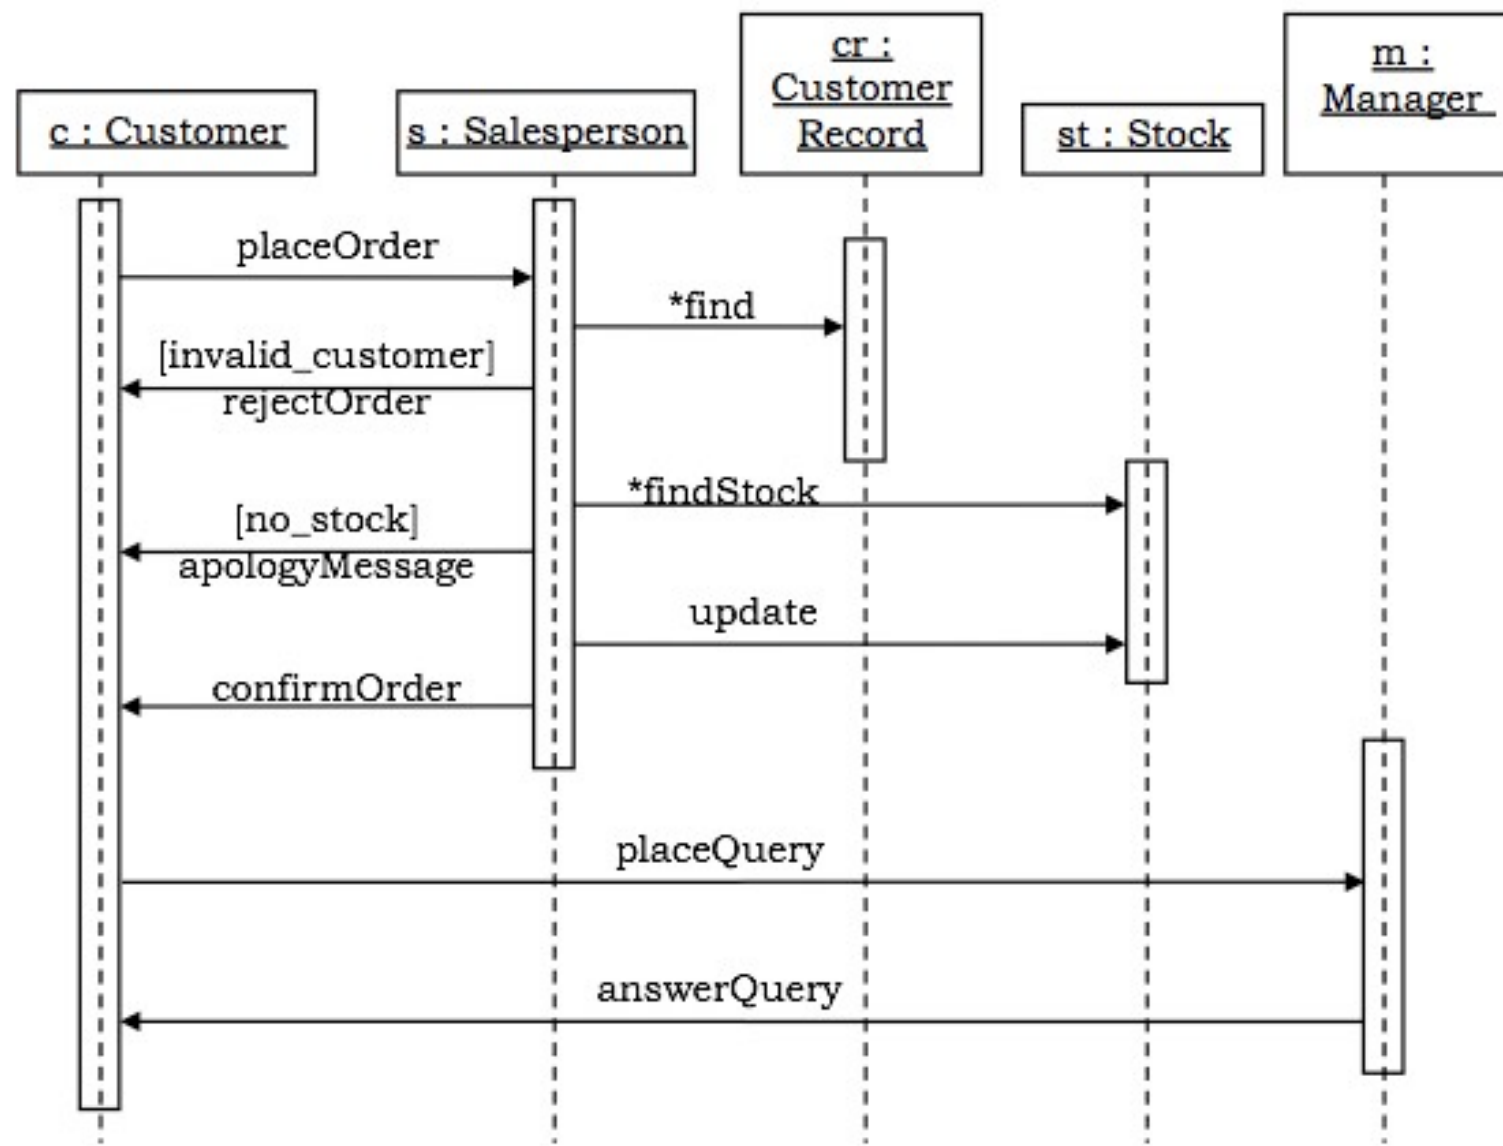 c : Customer
s : Salesperson
cr :
Customer
Record
st : Stock
m :
Manager
placeOrder
*find
[invalid_customer]
rejectOrder
*findStock
[no_stock]
apologyMessage
update
confirmOrder
placeQuery
answerQuery